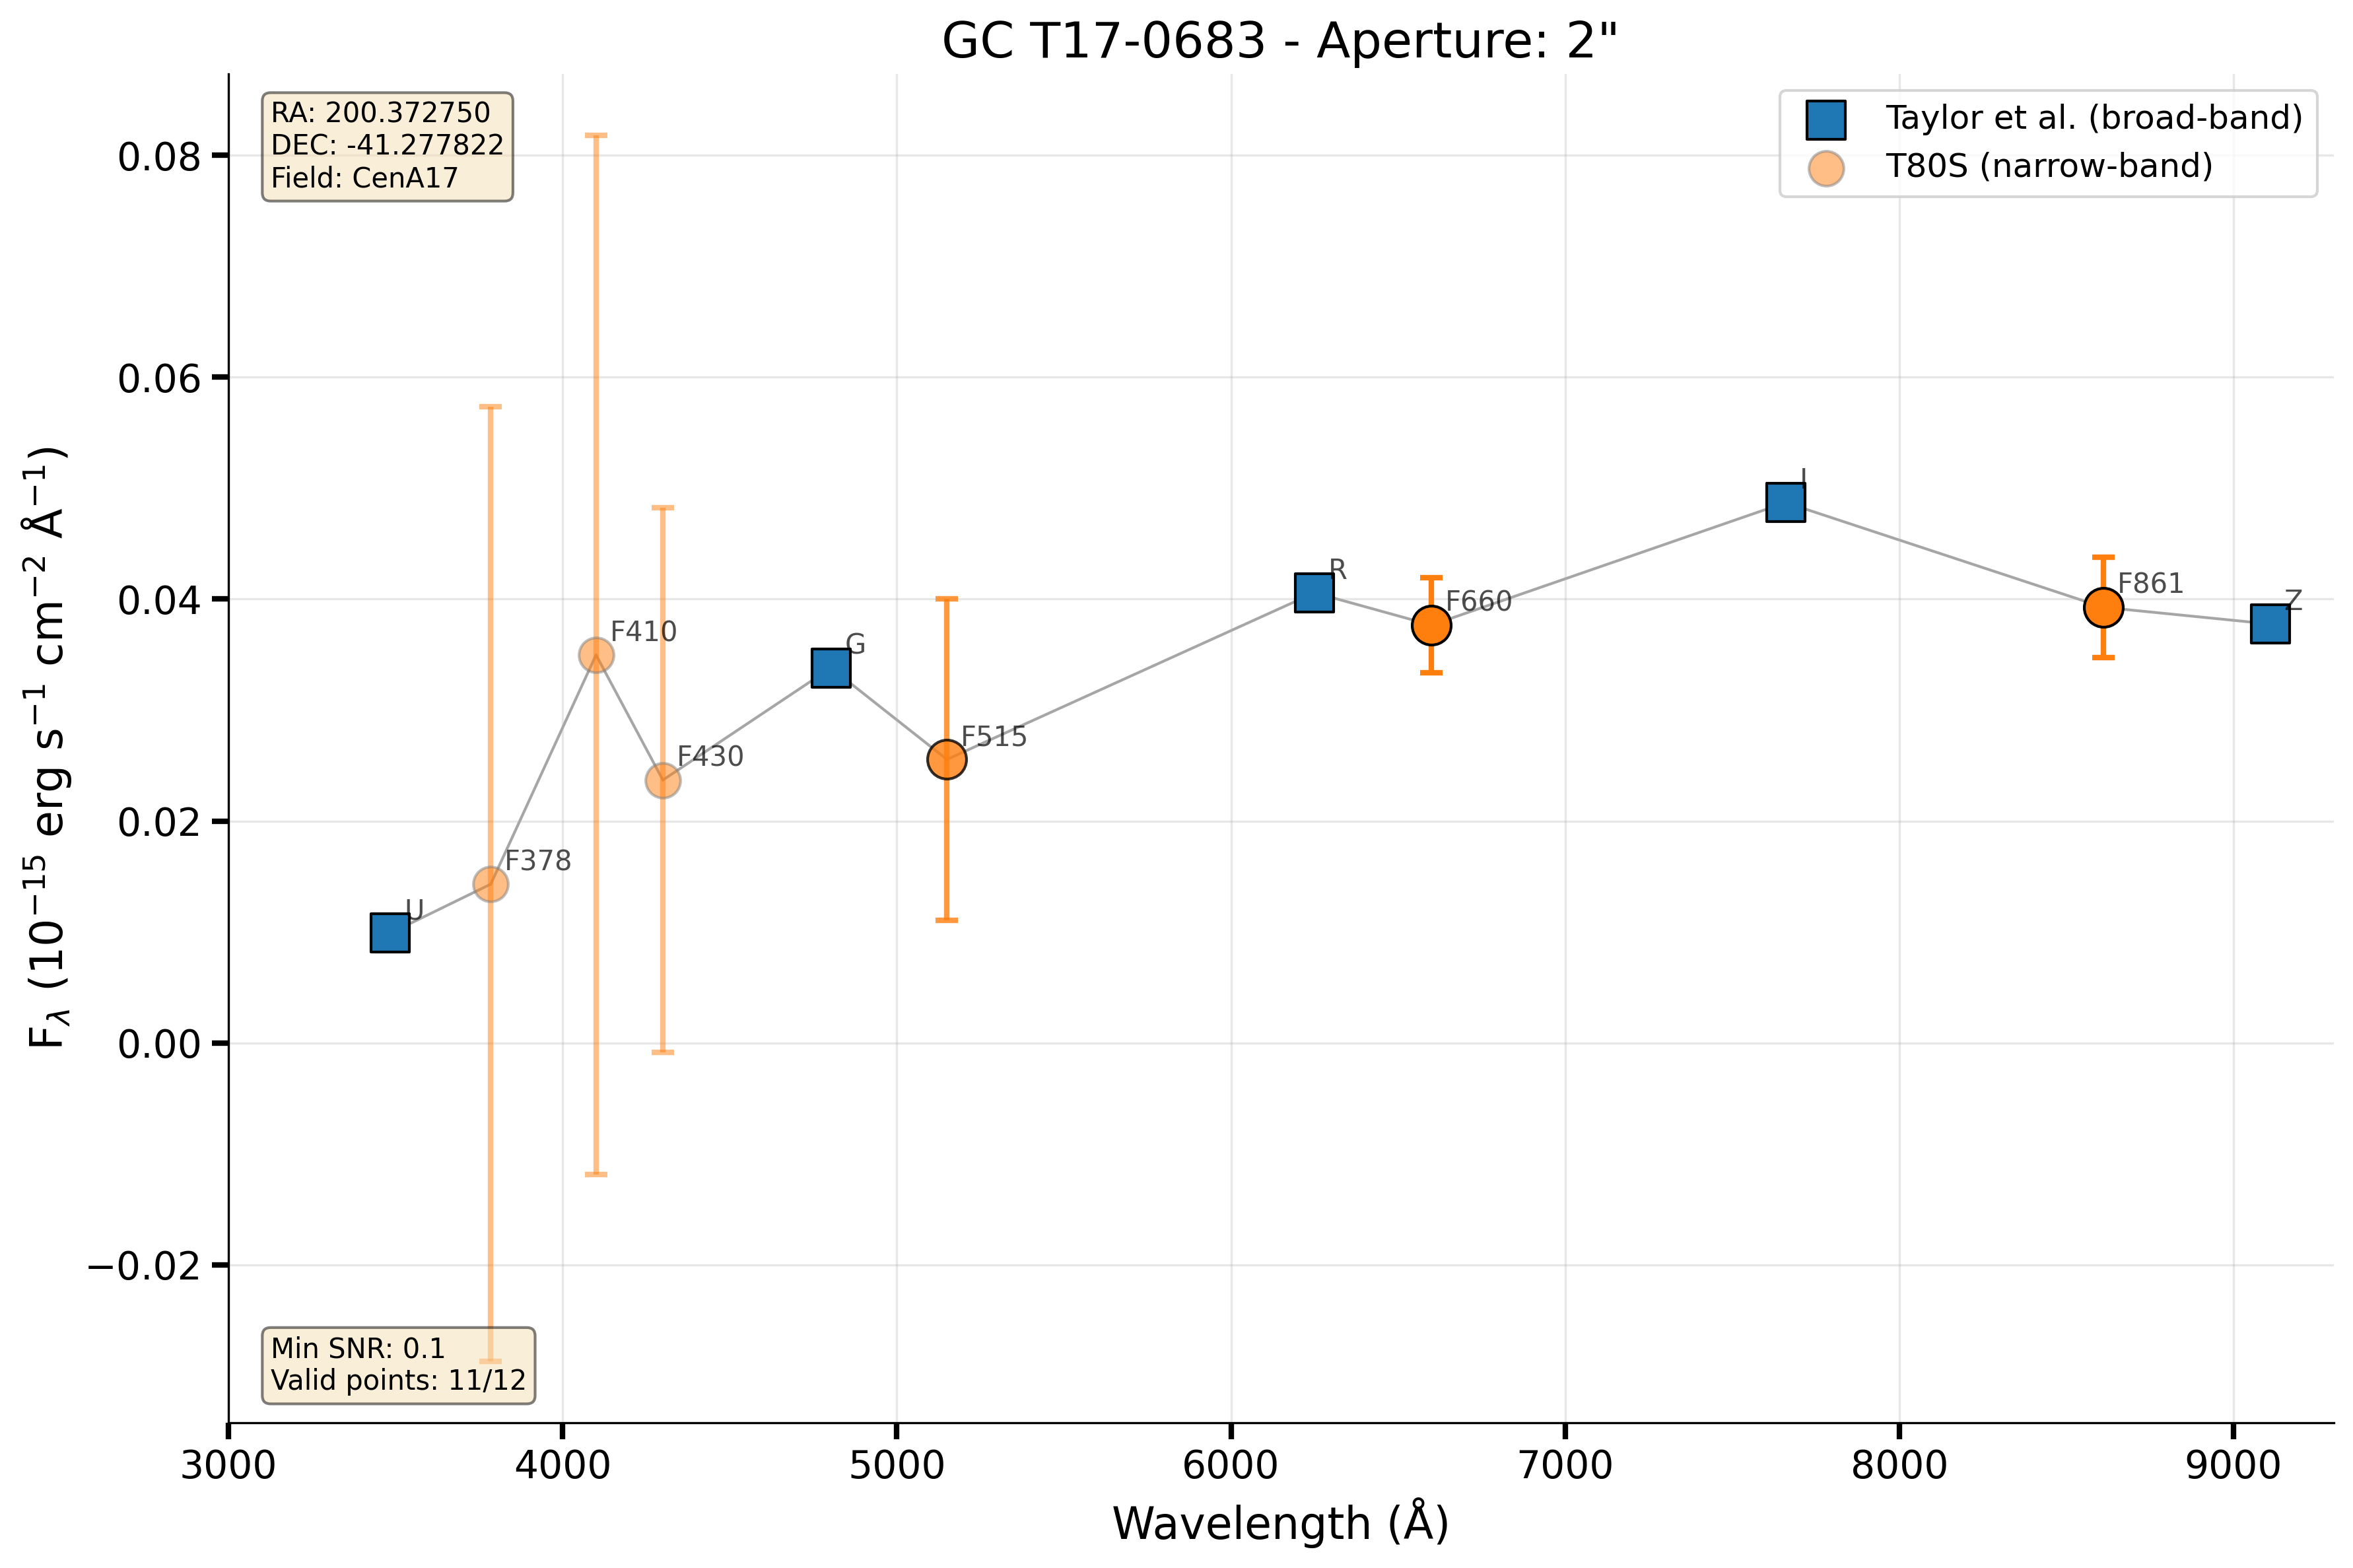 GC T17-0683 - Aperture: 2"
RA: 200.372750
DEC: -41.277822
Field: CenA17
Taylor et al. (broad-band)
T80S (narrow-band)
0.08
0.06
0.04
0.02
0.00
−0.02
F_λ (10⁻¹⁵ erg s⁻¹ cm⁻² Å⁻¹)
U
F378
F410
F430
G
F515
R
F660
I
F861
Z
Min SNR: 0.1
Valid points: 11/12
3000 4000 5000 6000 7000 8000 9000
Wavelength (Å)